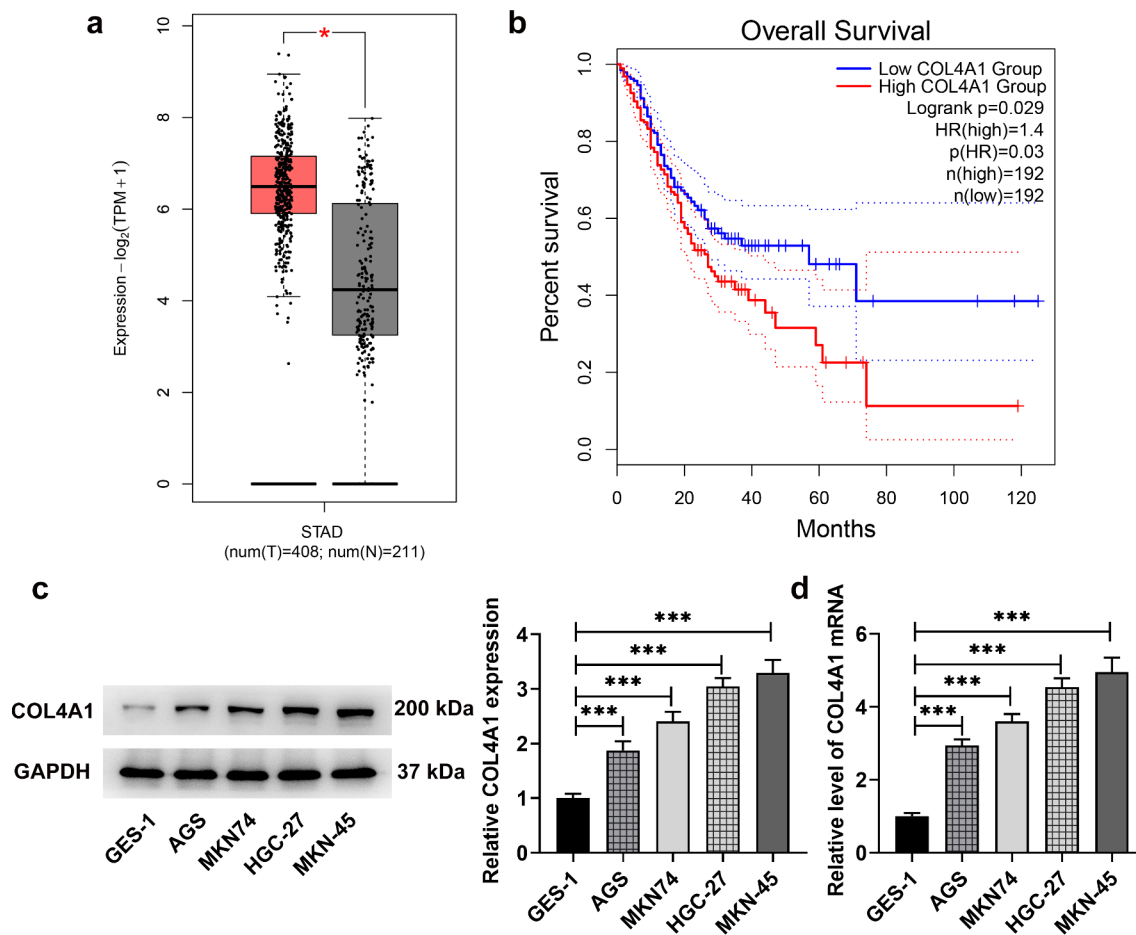 a
10
8
6
4
2
0
Expression − log2(TPM + 1)
*
STAD
(num(T)=408; num(N)=211)
b
Overall Survival
Low COL4A1 Group
High COL4A1 Group
Logrank p=0.029
HR(high)=1.4
p(HR)=0.03
n(high)=192
n(low)=192
1.0
0.8
0.6
0.4
0.2
0.0
Percent survival
0 20 40 60 80 100 120
Months
c
COL4A1 200 kDa
GAPDH 37 kDa
GES-1 AGS MKN74 HGC-27 MKN-45
Relative COL4A1 expression
4
3
2
1
0
***
***
***
***
GES-1 AGS MKN74 HGC-27 MKN-45
d
Relative level of COL4A1 mRNA
6
4
2
0
***
***
***
***
GES-1 AGS MKN74 HGC-27 MKN-45